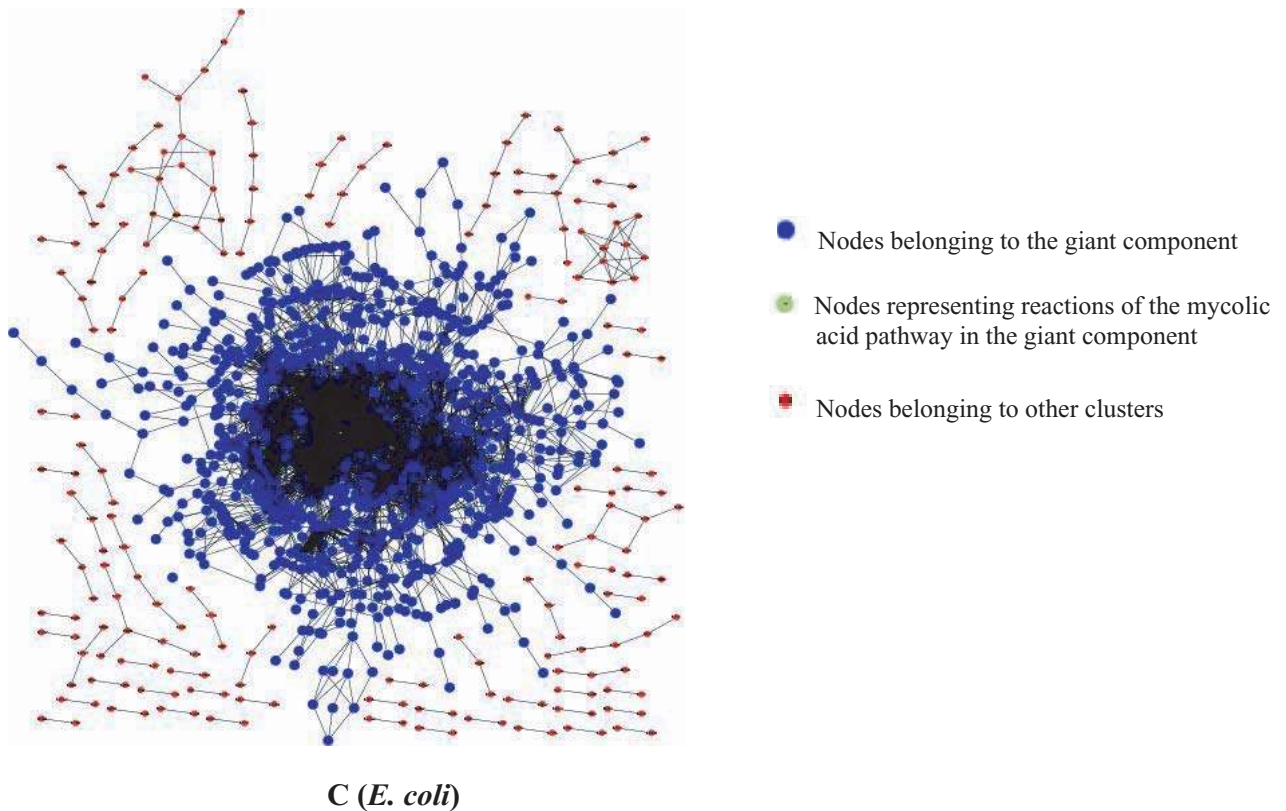 Nodes belonging to the giant component
Nodes representing reactions of the mycolic
acid pathway in the giant component
Nodes belonging to other clusters
C (E. coli)